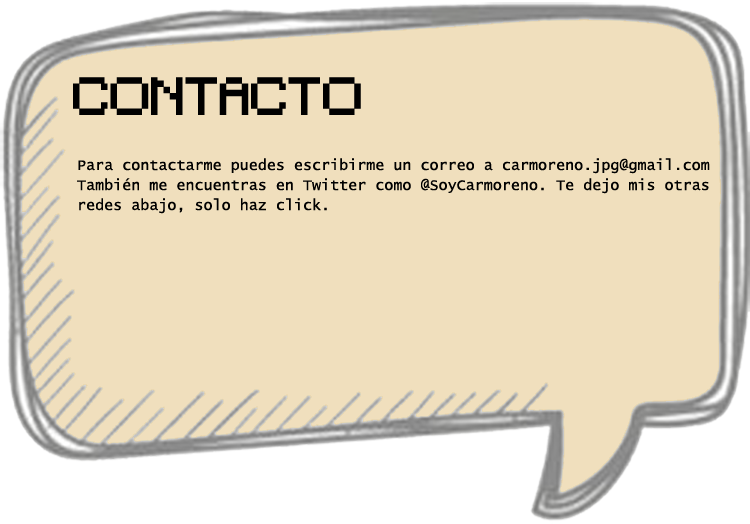 CONTACTO
Para contactarme puedes escribirme un correo a carmoreno.jpg@gmail.com
También me encuentras en Twitter como @SoyCarmoreno. Te dejo mis otras
redes abajo, solo haz click.